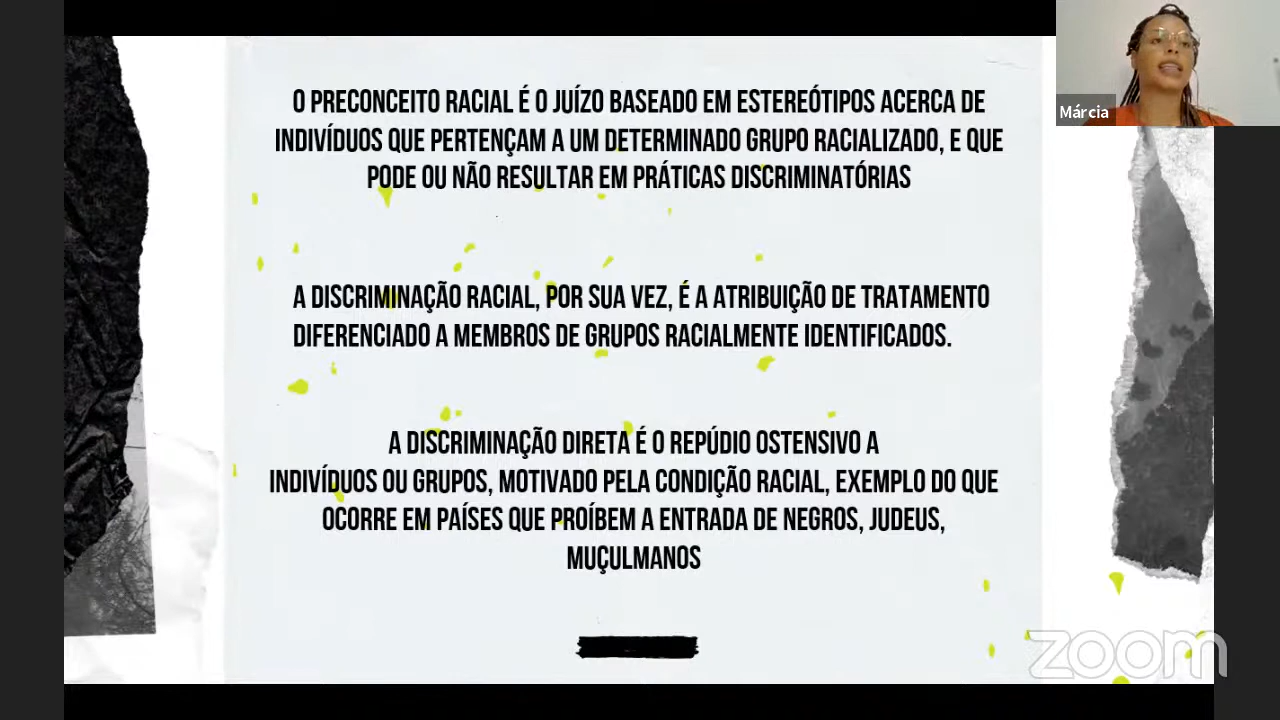 O PRECONCEITO RACIAL É O JUÍZO BASEADO EM ESTEREÓTIPOS ACERCA DE
INDIVÍDUOS QUE PERTENÇAM A UM DETERMINADO GRUPO RACIALIZADO, E QUE
PODE OU NÃO RESULTAR EM PRÁTICAS DISCRIMINATÓRIAS
Márcia
A DISCRIMINAÇÃO RACIAL, POR SUA VEZ, É A ATRIBUIÇÃO DE TRATAMENTO
DIFERENCIADO A MEMBROS DE GRUPOS RACIALMENTE IDENTIFICADOS.
A DISCRIMINAÇÃO DIRETA É O REPÚDIO OSTENSIVO A
INDIVÍDUOS OU GRUPOS, MOTIVADO PELA CONDIÇÃO RACIAL, EXEMPLO DO QUE
OCORRE EM PAÍSES QUE PROÍBEM A ENTRADA DE NEGROS, JUDEUS,
MUÇULMANOS
zoom